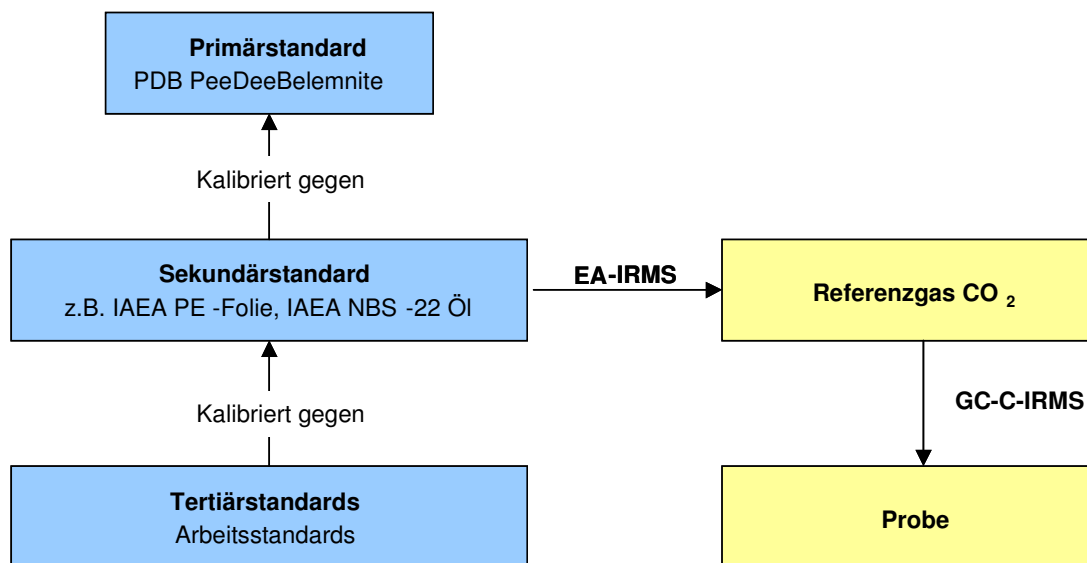 Primärstandard
PDB PeeDeeBelemnite
Kalibriert gegen
Sekundärstandard
z.B. IAEA PE -Folie, IAEA NBS -22 Öl
EA-IRMS
Referenzgas CO 2
Kalibriert gegen
GC-C-IRMS
Tertiärstandards
Arbeitsstandards
Probe